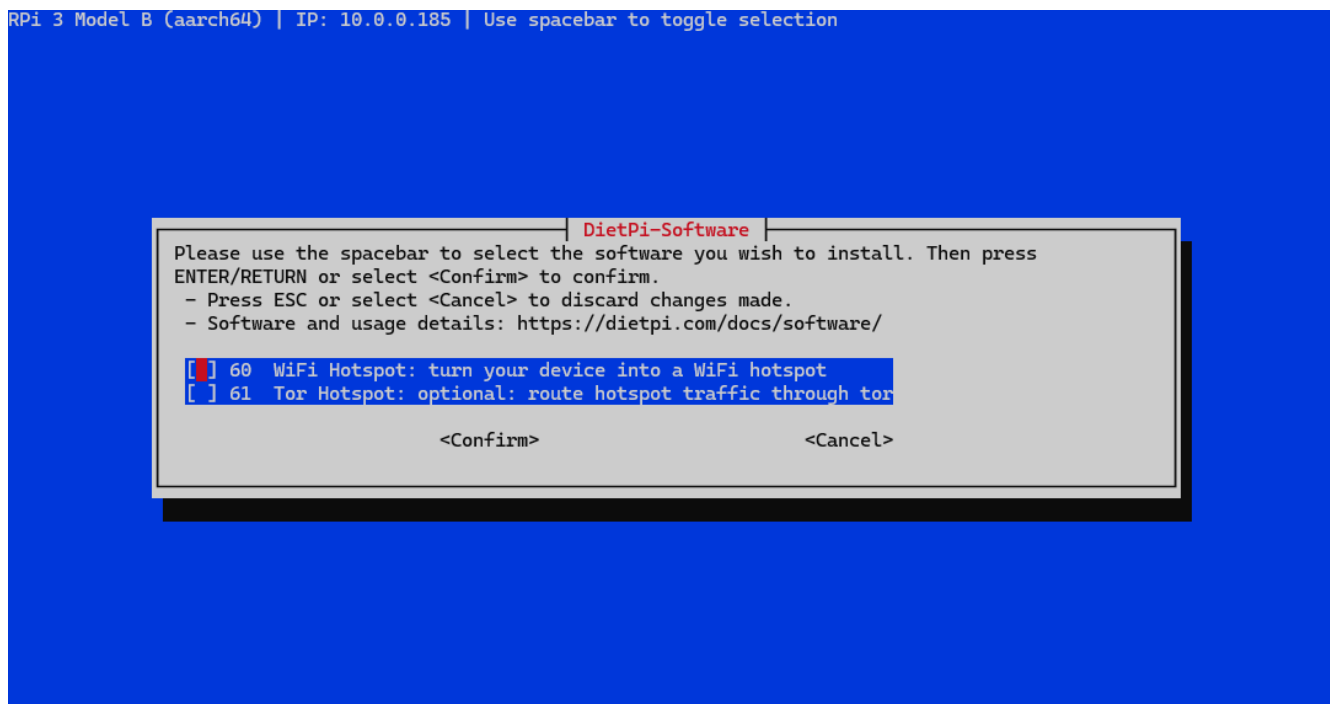 RPi 3 Model B (aarch64) | IP: 10.0.0.185 | Use spacebar to toggle selection
DietPi-Software
Please use the spacebar to select the software you wish to install. Then press
ENTER/RETURN or select <Confirm> to confirm.
- Press ESC or select <Cancel> to discard changes made.
- Software and usage details: https://dietpi.com/docs/software/
[ ] 60 WiFi Hotspot: turn your device into a WiFi hotspot
[ ] 61 Tor Hotspot: optional: route hotspot traffic through tor
<Confirm> <Cancel>